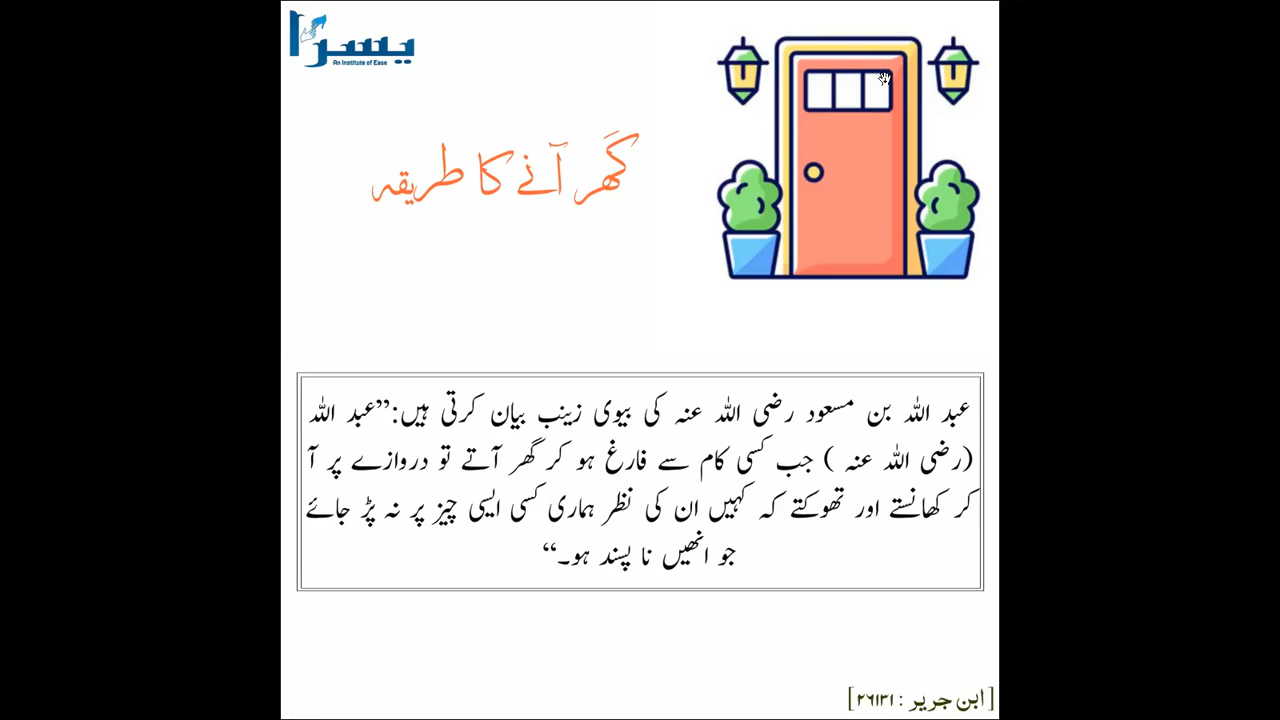 یسرا
An Institute of Ease
گھر آنے کا طریقہ
عبد اللہ بن مسعود رضی اللہ عنہ کی بیوی زینب بیان کرتی ہیں:”عبد اللہ
(رضی اللہ عنہ ) جب کسی کام سے فارغ ہو کر گھر آتے تو دروازے پر آ
کر کھانستے اور تھوکتے کہ کہیں ان کی نظر ہماری کسی ایسی چیز پر نہ پڑ جائے
جو انھیں نا پسند ہو۔“
[ابن جریر : ۲۶۱۳۱]